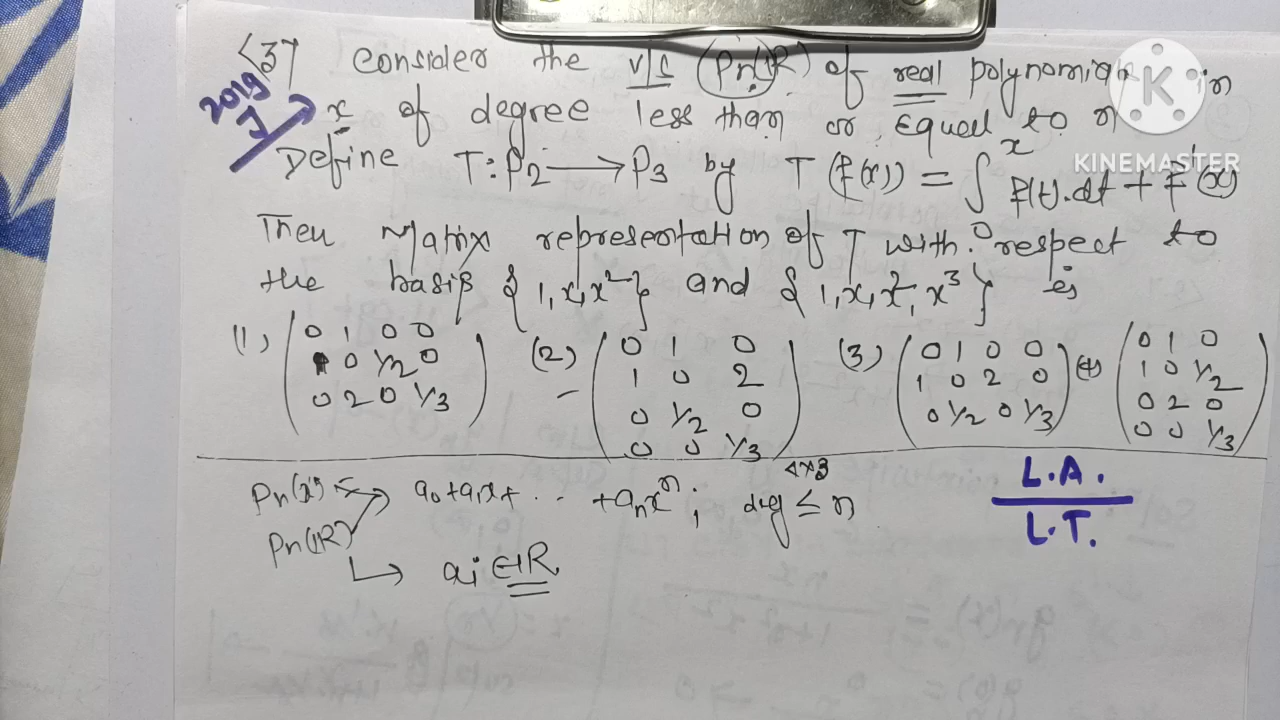 <37 Consider the v/s (Pn(IR)) of real polynomials in
2019
J
x of degree less than or equal to n
KINEMASTER
Define T: P2 → P3 by T(f(x)) = ∫₀ˣ f(t).dt + f'(x)
Then Matrix representation of T with respect to
the basis {1, x, x²} and {1, x, x², x³} is
(1) (0 1 0 0
1 0 1/2 0
0 2 0 1/3)
(2) (0 1 0
1 0 2
0 1/2 0
0 0 1/3)
(3) (0 1 0 0
1 0 2 0
0 1/2 0 1/3)
(4) (0 1 0
1 0 1/2
0 2 0
0 0 1/3)
Pn(x) a0+a1x+ ... +anxⁿ; deg ≤ n
Pn(IR)
ai ∈ IR
L.A.
L.T.